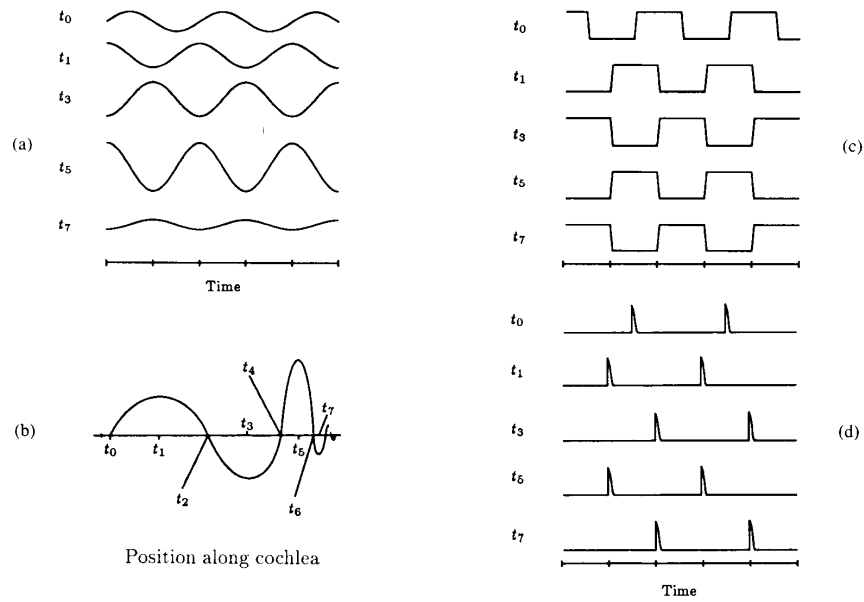 t₀
t₁
t₃
(a)
t₅
t₇
Time
t₄
t₇
(b)
t₃
t₀ t₁ t₅
t₂
t₆
Position along cochlea
t₀
t₁
t₃
(c)
t₅
t₇
t₀
t₁
t₃
(d)
t₅
t₇
Time